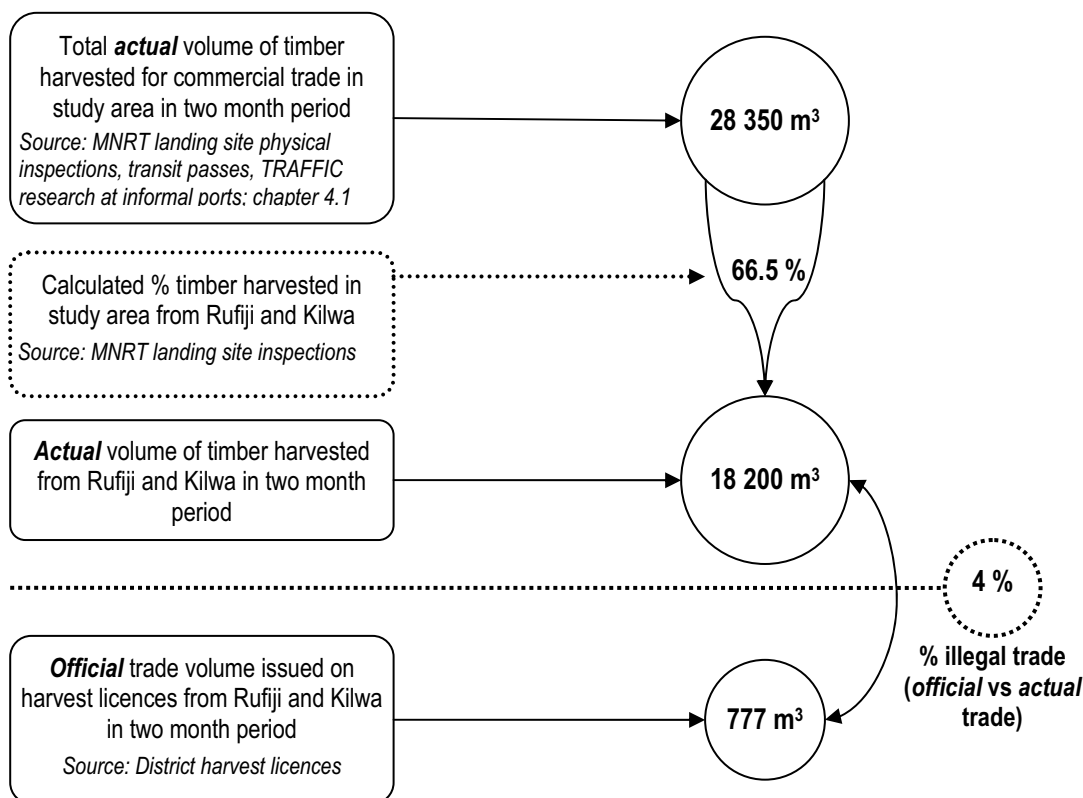 Total actual volume of timber
harvested for commercial trade in
study area in two month period
Source: MNRT landing site physical
inspections, transit passes, TRAFFIC
research at informal ports; chapter 4.1
28 350 m³
66.5 %
Calculated % timber harvested in
study area from Rufiji and Kilwa
Source: MNRT landing site inspections
Actual volume of timber harvested
from Rufiji and Kilwa in two month
period
18 200 m³
4 %
% illegal trade
(official vs actual
trade)
Official trade volume issued on
harvest licences from Rufiji and Kilwa
in two month period
Source: District harvest licences
777 m³